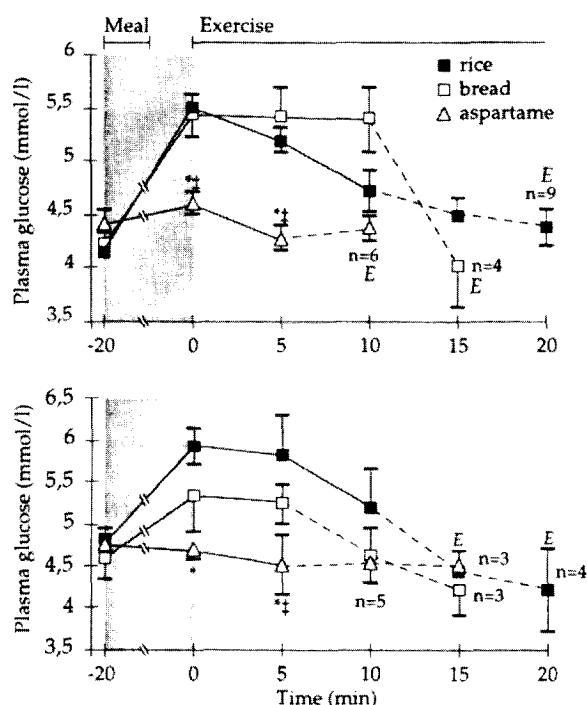 Meal Exercise
6
5,5
5
4,5
4
3,5
Plasma glucose (mmol/l)
rice
bread
aspartame
*‡
*‡
n=6
E
n=4
E
E
n=9
-20 0 5 10 15 20
6,5
6
5,5
5
4,5
4
3,5
Plasma glucose (mmol/l)
*
*‡
n=5
E
n=3
n=3
E
n=4
-20 0 5 10 15 20
Time (min)